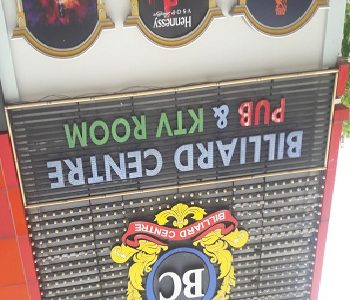 BC
BILLIARD CENTRE
BILLIARD CENTRE
PUB & KTV ROOM
Hennessy